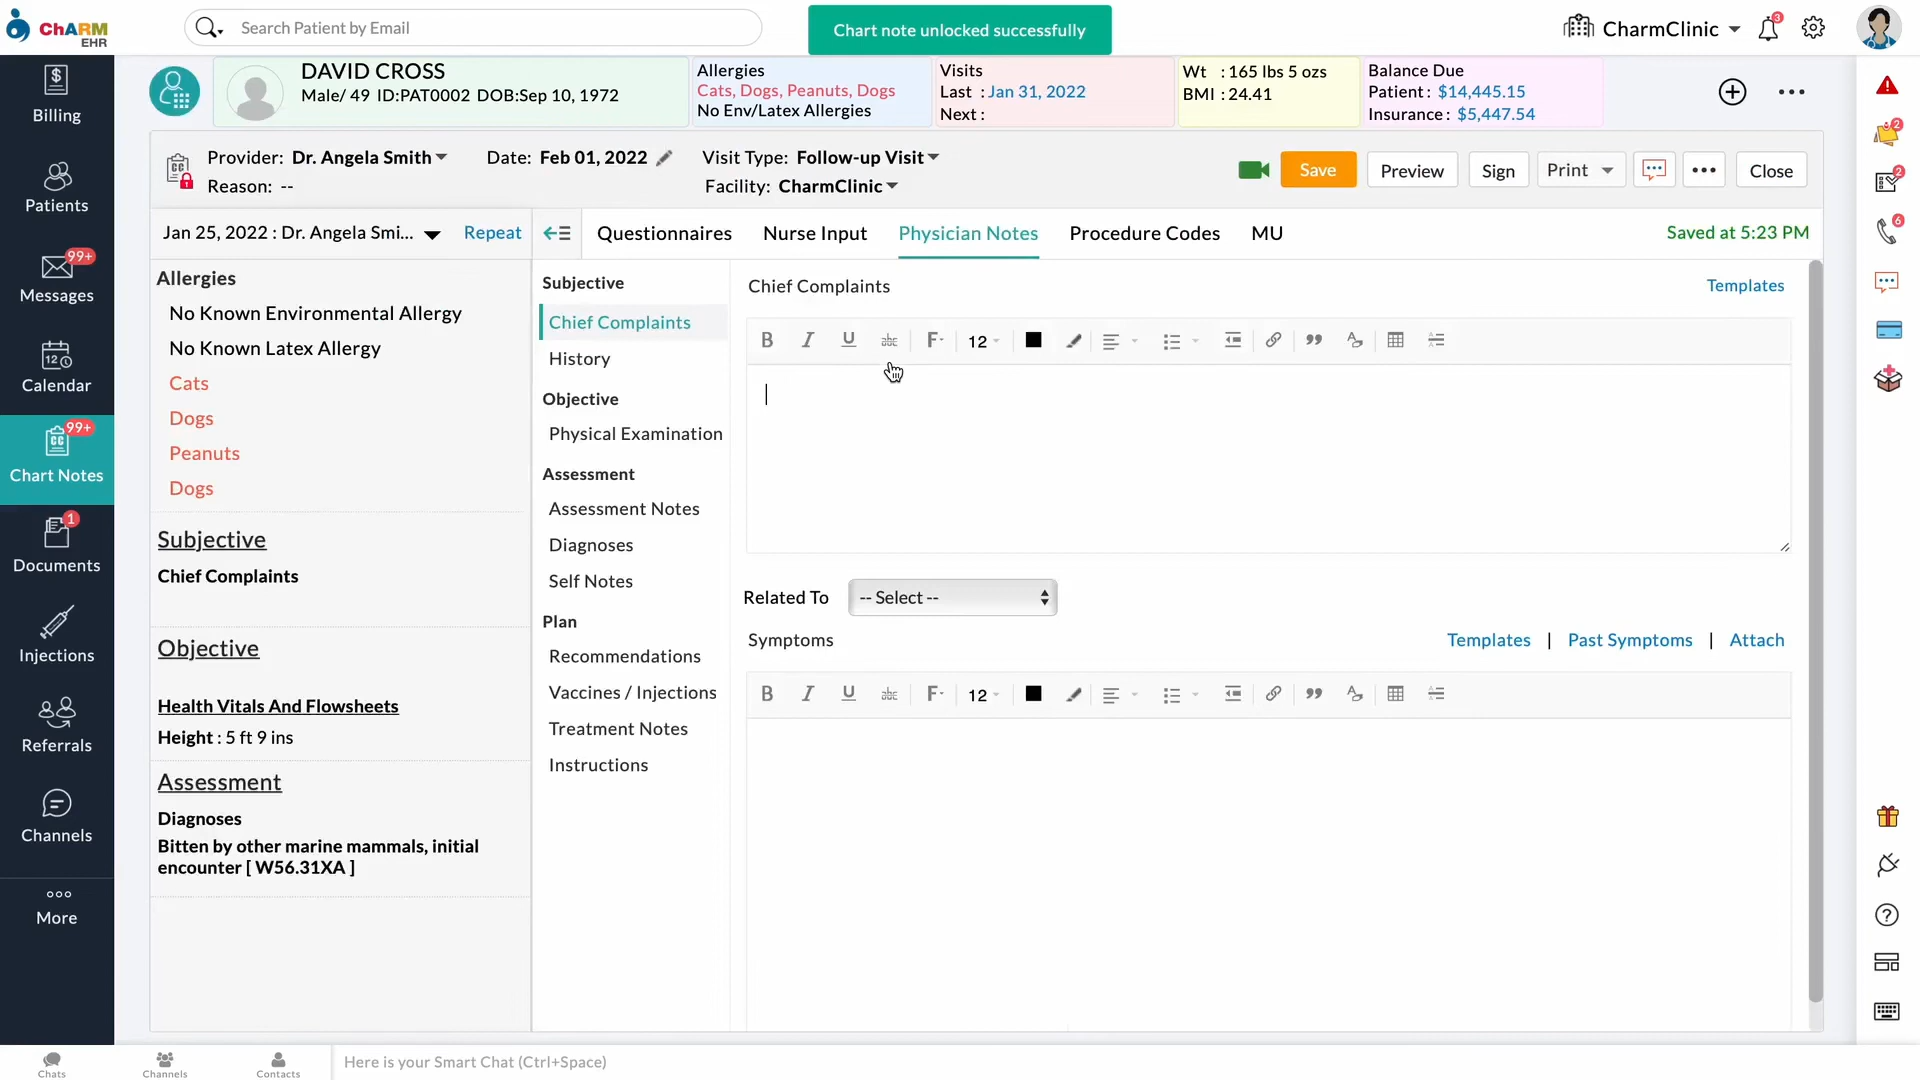 ChARM
EHR
Search Patient by Email
Chart note unlocked successfully
CharmClinic
3
DAVID CROSS
Male/ 49 ID:PAT0002 DOB:Sep 10, 1972
Allergies
Cats, Dogs, Peanuts, Dogs
No Env/Latex Allergies
Visits
Last : Jan 31, 2022
Next :
Wt : 165 lbs 5 ozs
BMI : 24.41
Balance Due
Patient : $14,445.15
Insurance : $5,447.54
Provider: Dr. Angela Smith
Reason: --
Date: Feb 01, 2022
Visit Type: Follow-up Visit
Facility: CharmClinic
Save
Preview
Sign
Print
Close
Jan 25, 2022 : Dr. Angela Smi...
Repeat
Questionnaires
Nurse Input
Physician Notes
Procedure Codes
MU
Saved at 5:23 PM
Billing
Patients
99+
Messages
12
Calendar
CC
99+
Chart Notes
1
Documents
Injections
Referrals
Channels
More
Allergies
No Known Environmental Allergy
No Known Latex Allergy
Cats
Dogs
Peanuts
Dogs
Subjective
Chief Complaints
Objective
Health Vitals And Flowsheets
Height : 5 ft 9 ins
Assessment
Diagnoses
Bitten by other marine mammals, initial
encounter [ W56.31XA ]
Subjective
Chief Complaints
History
Objective
Physical Examination
Assessment
Assessment Notes
Diagnoses
Self Notes
Plan
Recommendations
Vaccines / Injections
Treatment Notes
Instructions
Chief Complaints
Templates
B I U abc F 12
Related To
-- Select --
Symptoms
Templates | Past Symptoms | Attach
B I U abc F 12
2
2
6
Chats
Channels
Contacts
Here is your Smart Chat (Ctrl+Space)